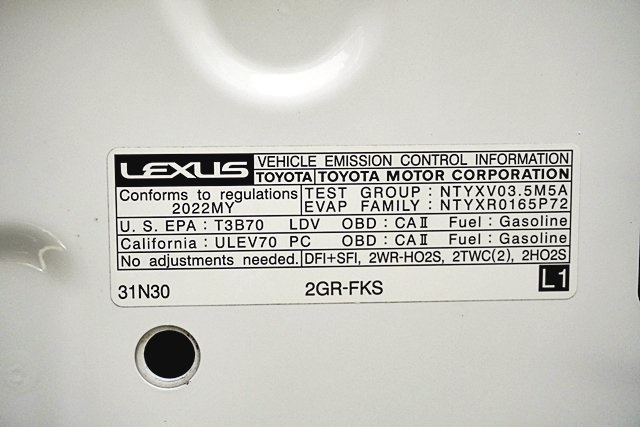 LEXUS VEHICLE EMISSION CONTROL INFORMATION
TOYOTA TOYOTA MOTOR CORPORATION
Conforms to regulations TEST GROUP : NTYXV03.5M5A
2022MY EVAP FAMILY : NTYXR0165P72
U. S. EPA : T3B70 LDV OBD : CAⅡ Fuel : Gasoline
California : ULEV70 PC OBD : CAⅡ Fuel : Gasoline
No adjustments needed. DFI+SFI, 2WR-HO2S, 2TWC(2), 2HO2S
31N30 2GR-FKS L1